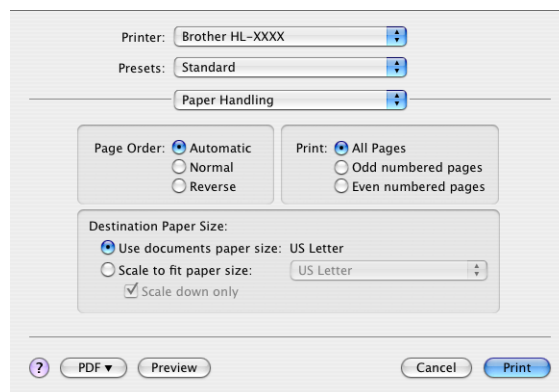 Printer: Brother HL-XXXX
Presets: Standard
Paper Handling
Page Order: Automatic
Normal
Reverse
Print: All Pages
Odd numbered pages
Even numbered pages
Destination Paper Size:
Use documents paper size: US Letter
Scale to fit paper size: US Letter
Scale down only
? PDF ▼ Preview Cancel Print